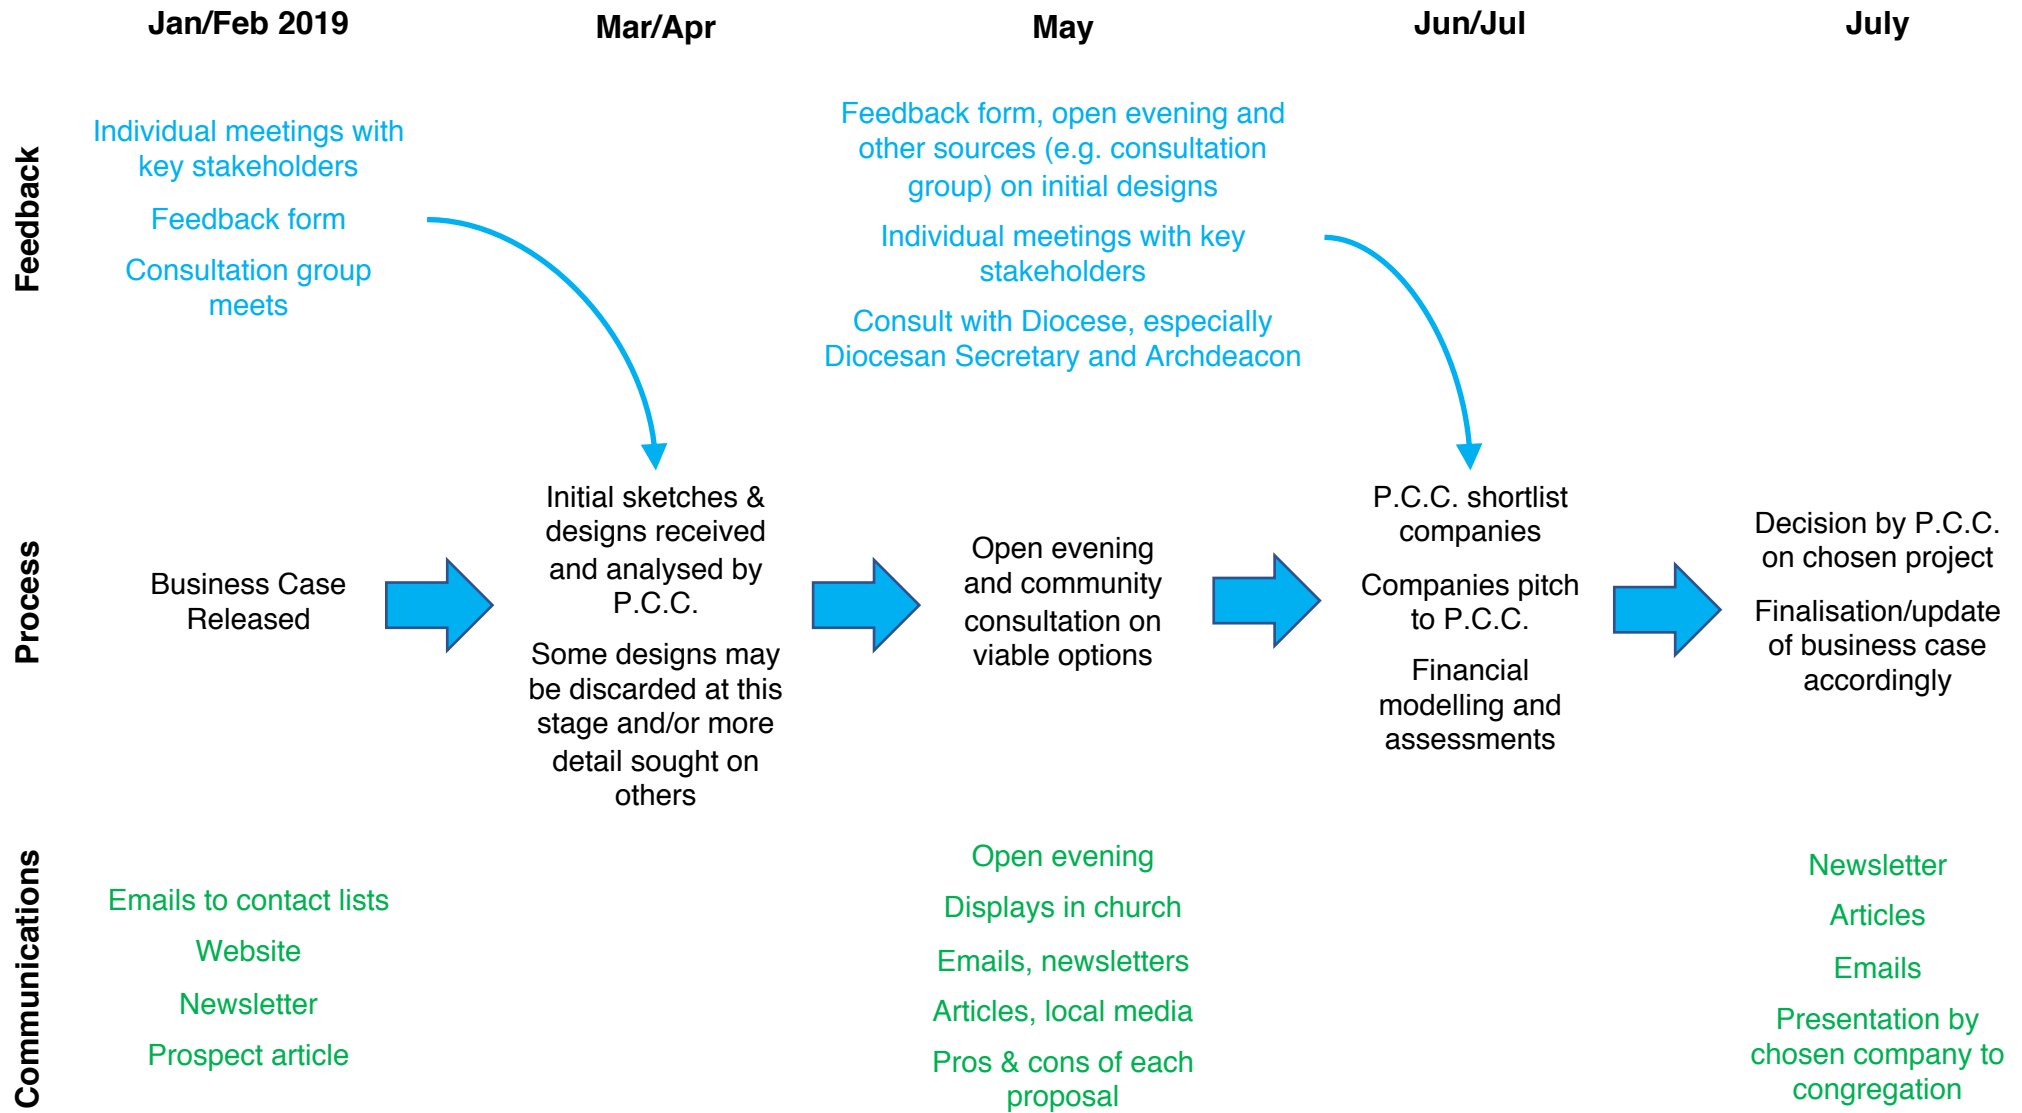 Jan/Feb 2019
Mar/Apr
May
Jun/Jul
July
Feedback
Individual meetings with
key stakeholders
Feedback form
Consultation group
meets
Feedback form, open evening and
other sources (e.g. consultation
group) on initial designs
Individual meetings with key
stakeholders
Consult with Diocese, especially
Diocesan Secretary and Archdeacon
Process
Business Case
Released
Initial sketches &
designs received
and analysed by
P.C.C.
Some designs may
be discarded at this
stage and/or more
detail sought on
others
Open evening
and community
consultation on
viable options
P.C.C. shortlist
companies
Companies pitch
to P.C.C.
Financial
modelling and
assessments
Decision by P.C.C.
on chosen project
Finalisation/update
of business case
accordingly
Communications
Emails to contact lists
Website
Newsletter
Prospect article
Open evening
Displays in church
Emails, newsletters
Articles, local media
Pros & cons of each
proposal
Newsletter
Articles
Emails
Presentation by
chosen company to
congregation